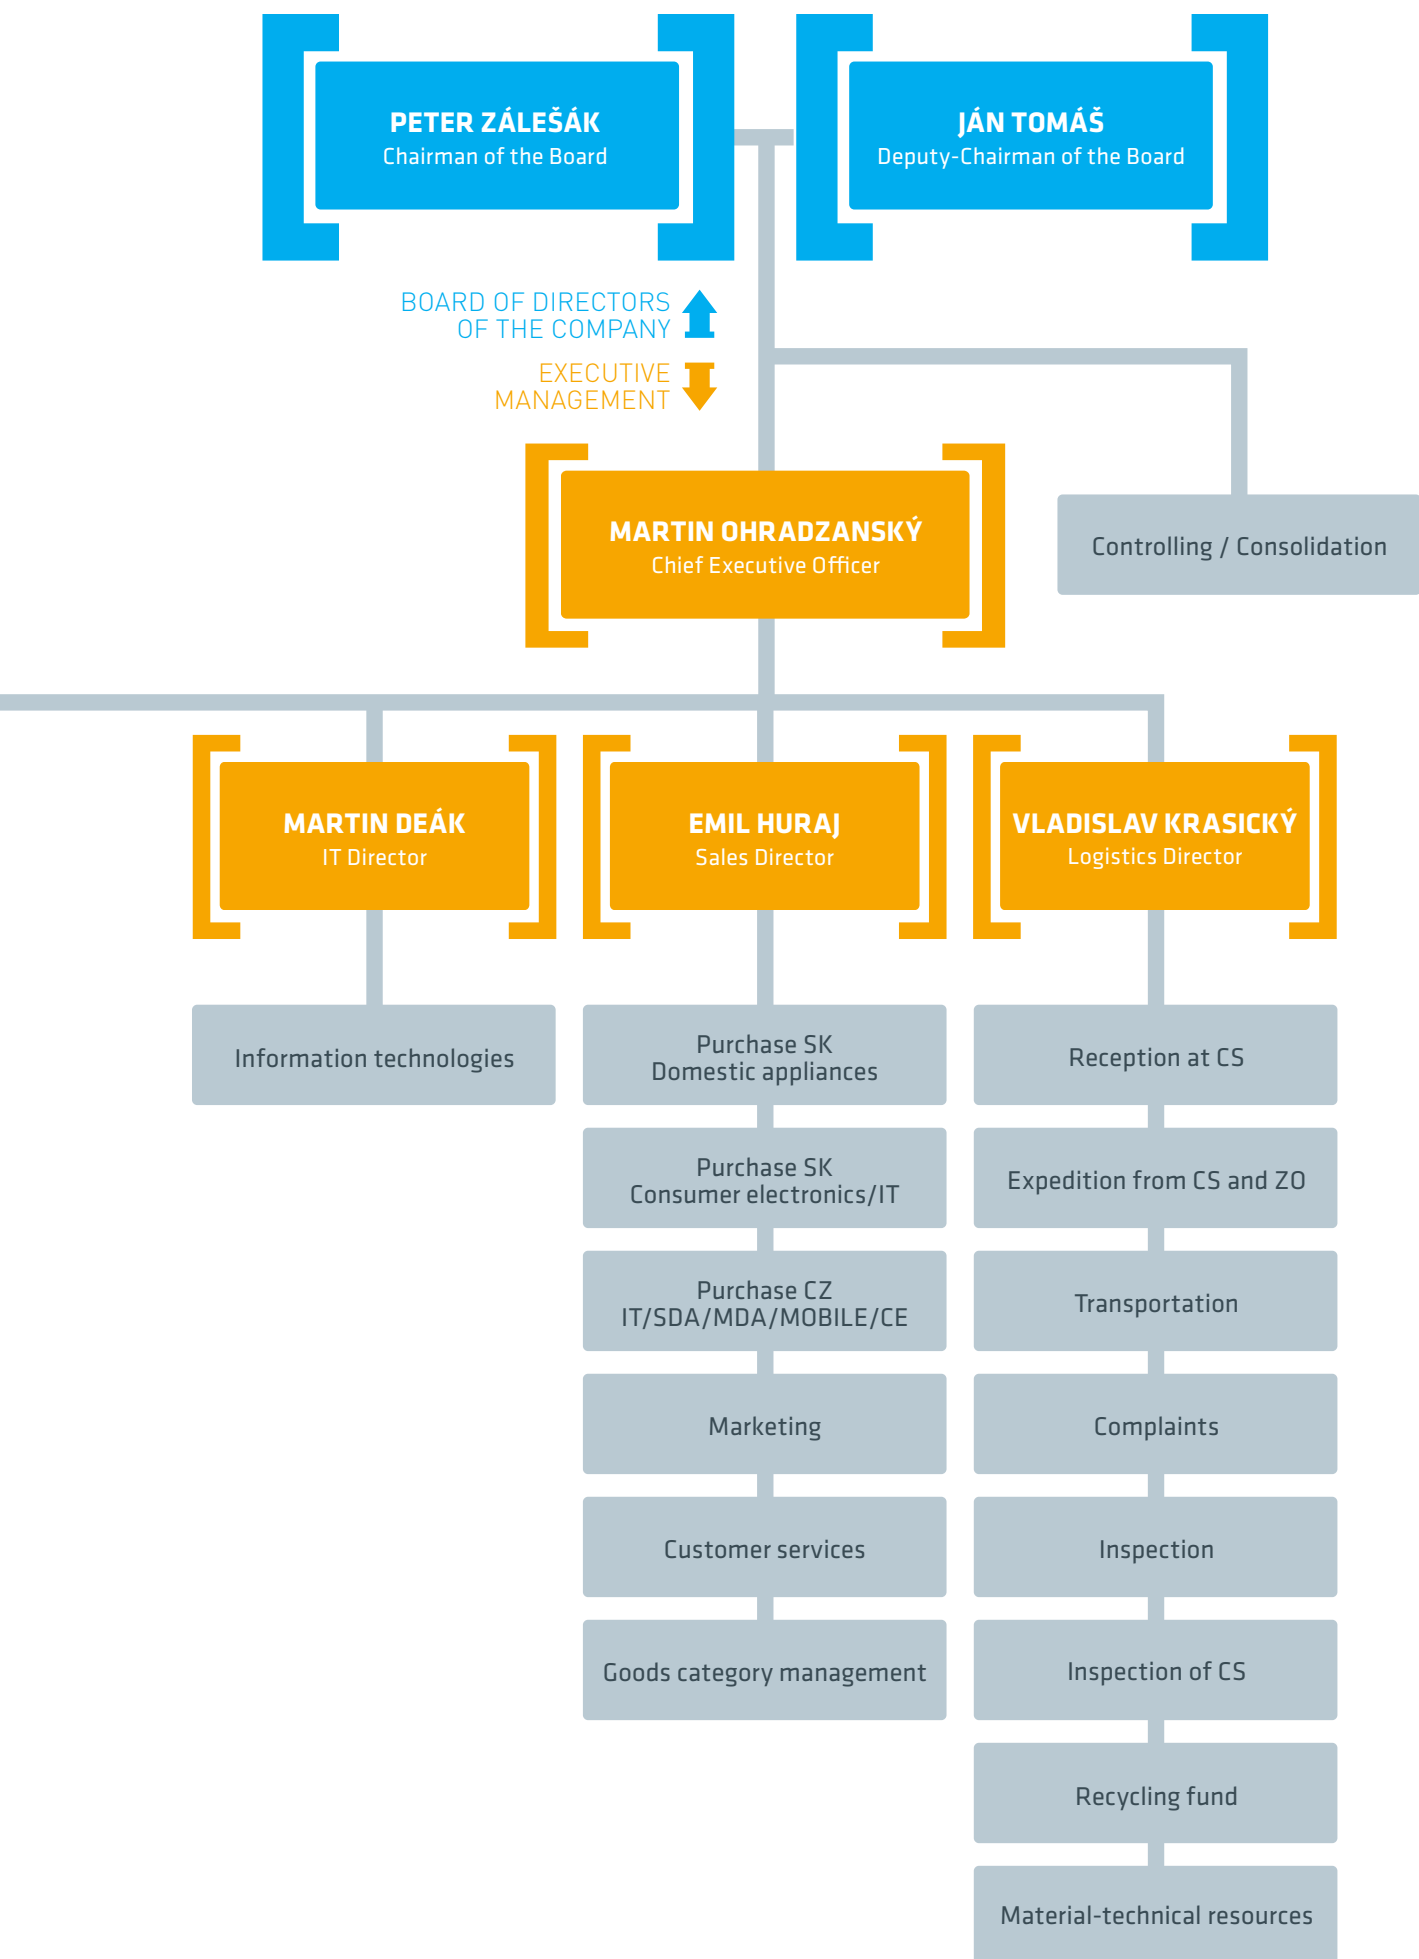 PETER ZÁLEŠÁK
Chairman of the Board
JÁN TOMÁŠ
Deputy-Chairman of the Board
BOARD OF DIRECTORS
OF THE COMPANY
EXECUTIVE
MANAGEMENT
MARTIN OHRADZANSKÝ
Chief Executive Officer
Controlling / Consolidation
MARTIN DEÁK
IT Director
EMIL HURAJ
Sales Director
VLADISLAV KRASICKÝ
Logistics Director
Information technologies
Purchase SK
Domestic appliances
Purchase SK
Consumer electronics/IT
Purchase CZ
IT/SDA/MDA/MOBILE/CE
Marketing
Customer services
Goods category management
Reception at CS
Expedition from CS and ZO
Transportation
Complaints
Inspection
Inspection of CS
Recycling fund
Material-technical resources